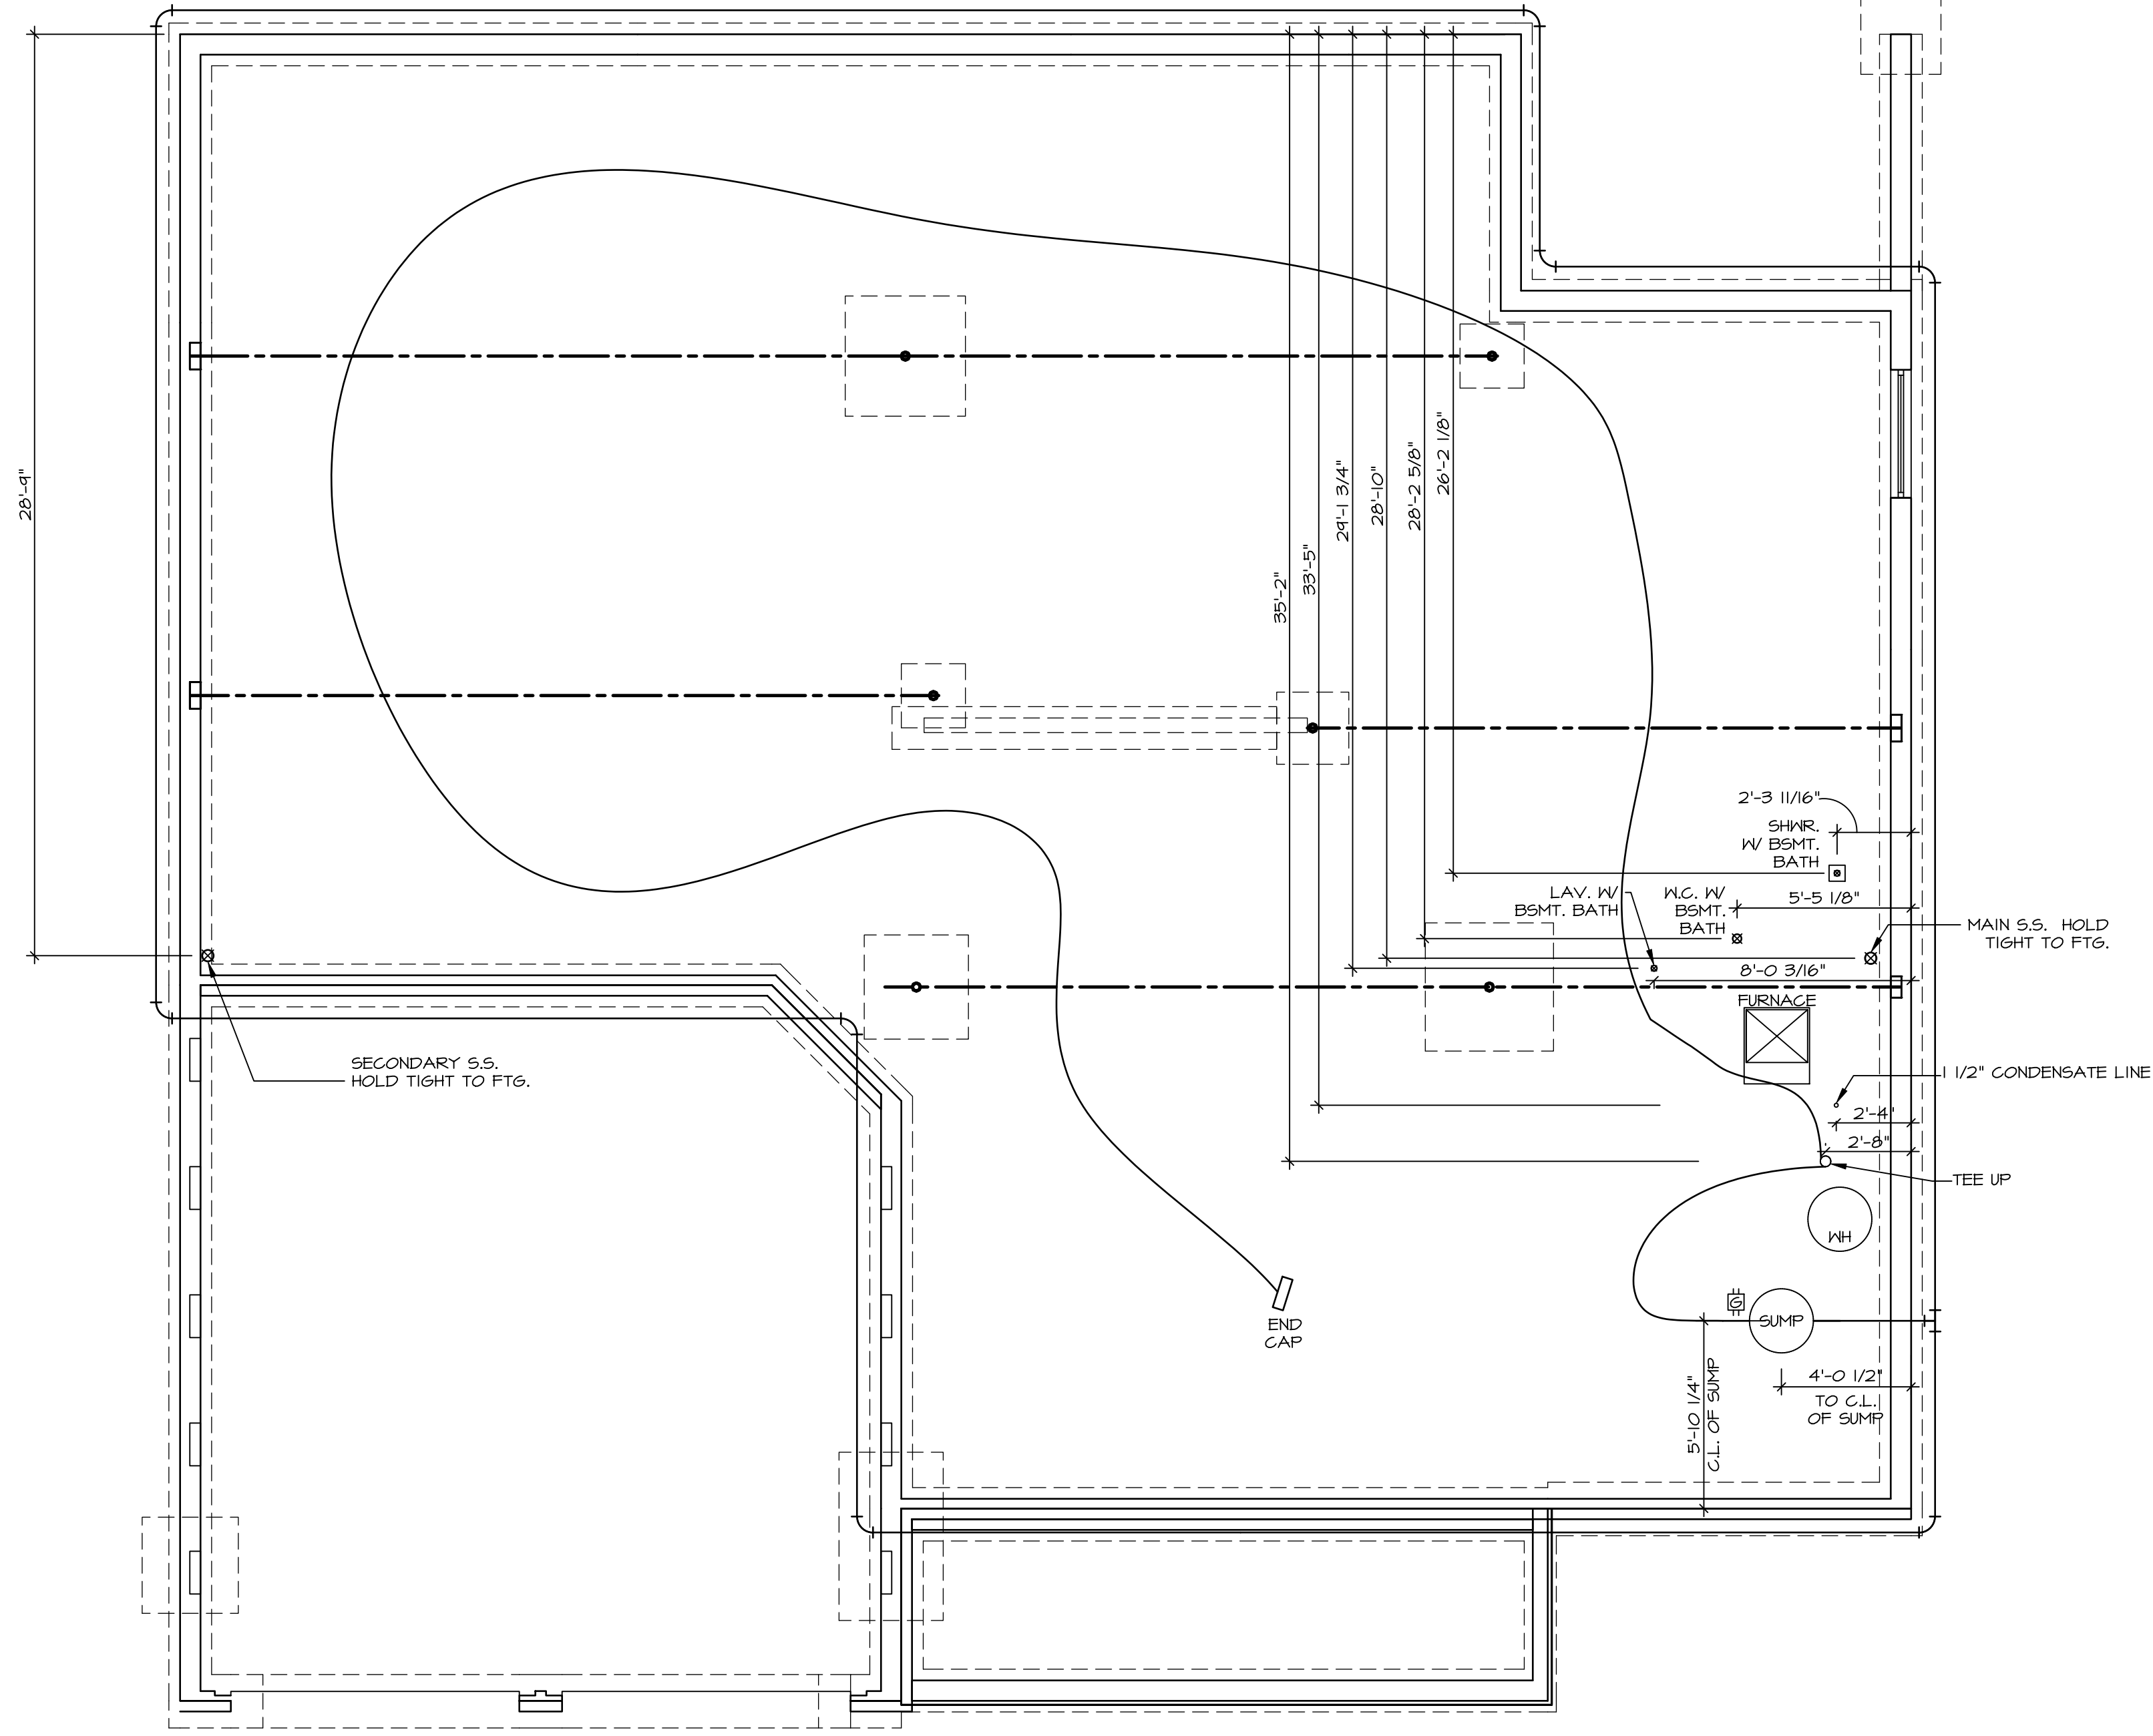 28'-9"
35'-2"
33'-5"
29'-1 3/4"
28'-10"
28'-2 5/8"
26'-2 1/8"
2'-3 11/16"
SHWR.
W/ BSMT.
BATH
LAV. W/
BSMT. BATH
W.C. W/
BSMT.
BATH
5'-5 1/8"
MAIN S.S. HOLD
TIGHT TO FTG.
8'-0 3/16"
FURNACE
SECONDARY S.S.
HOLD TIGHT TO FTG.
1 1/2" CONDENSATE LINE
2'-4"
2'-8"
TEE UP
WH
G
SUMP
END
CAP
4'-0 1/2"
TO C.L.
OF SUMP
5'-10 1/4"
C.L. OF SUMP